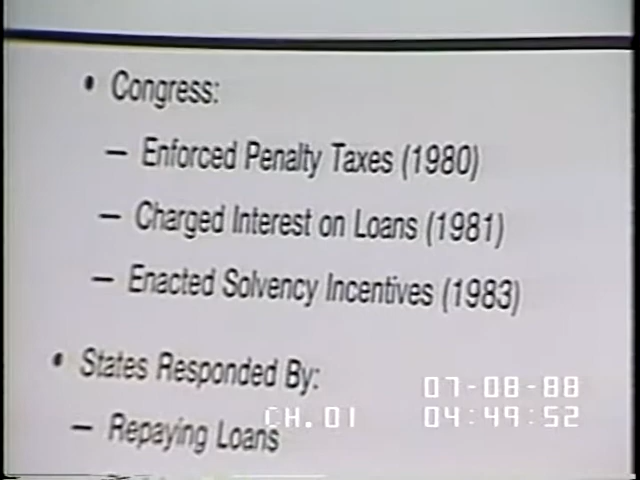 • Congress:
– Enforced Penalty Taxes (1980)
– Charged Interest on Loans (1981)
– Enacted Solvency Incentives (1983)
• States Responded By:
– Repaying Loans
07-08-88
CH.01 04:49:52